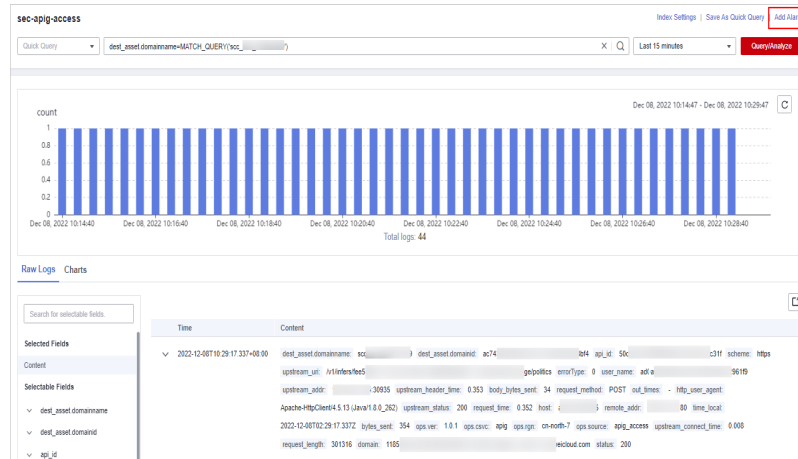 sec-apig-access
Index Settings | Save As Quick Query | Add Alar
Quick Query
dest_asset.domainname=MATCH_QUERY('scc_ ')
Last 15 minutes
Query/Analyze
Dec 08, 2022 10:14:47 - Dec 08, 2022 10:29:47
count
1
0.8
0.6
0.4
0.2
0
Dec 08, 2022 10:14:40 Dec 08, 2022 10:16:40 Dec 08, 2022 10:18:40 Dec 08, 2022 10:20:40 Dec 08, 2022 10:22:40 Dec 08, 2022 10:24:40 Dec 08, 2022 10:26:40 Dec 08, 2022 10:28:40
Total logs: 44
Raw Logs Charts
Search for selectable fields.
Selected Fields
Content
Selectable Fields
dest_asset.domainname
dest_asset.domainid
api_id
Time Content
2022-12-08T10:29:17.337+08:00 dest_asset.domainname: 9 dest_asset.domainid: ac74 api_id: 50c c31f scheme: https
upstream_uri: /v1/infers/fee5 ge/politics errorType: 0 user_name: 961f9
upstream_addr: :30935 upstream_header_time: 0.353 body_bytes_sent: 34 request_method: POST out_times: - http_user_agent:
Apache-HttpClient/4.5.13 (Java/1.8.0_262) upstream_status: 200 request_time: 0.352 host: remote_addr: 80 time_local:
2022-12-08T02:29:17.337Z bytes_sent: 354 ops.ver: 1.0.1 ops.csvc: apig ops.rgn: cn-north-7 ops.source: apig_access upstream_connect_time: 0.008
request_length: 301316 domain: 1185 eicloud.com status: 200